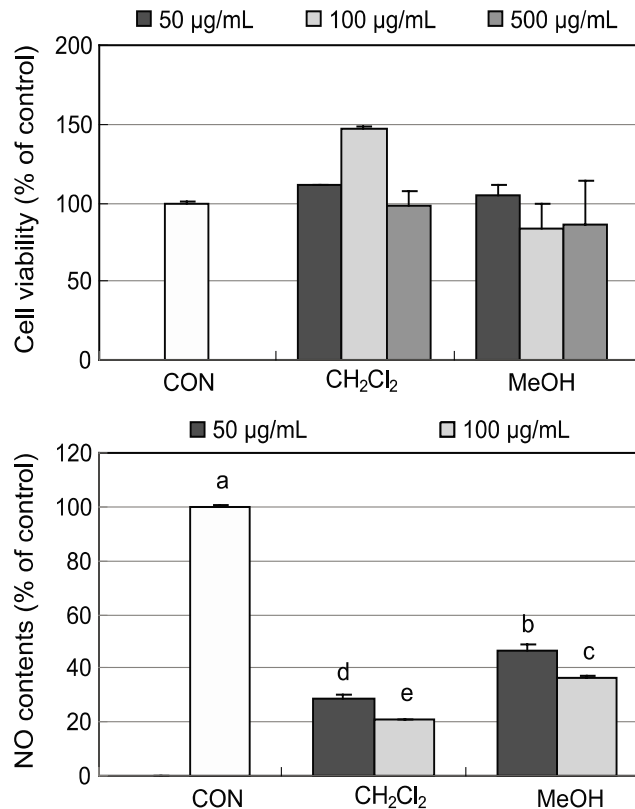 50 µg/mL 100 µg/mL 500 µg/mL
Cell viability (% of control)
200
150
100
50
0
CON CH₂Cl₂ MeOH
50 µg/mL 100 µg/mL
NO contents (% of control)
120
100
80
60
40
20
0
a
d
e
b
c
CON CH₂Cl₂ MeOH